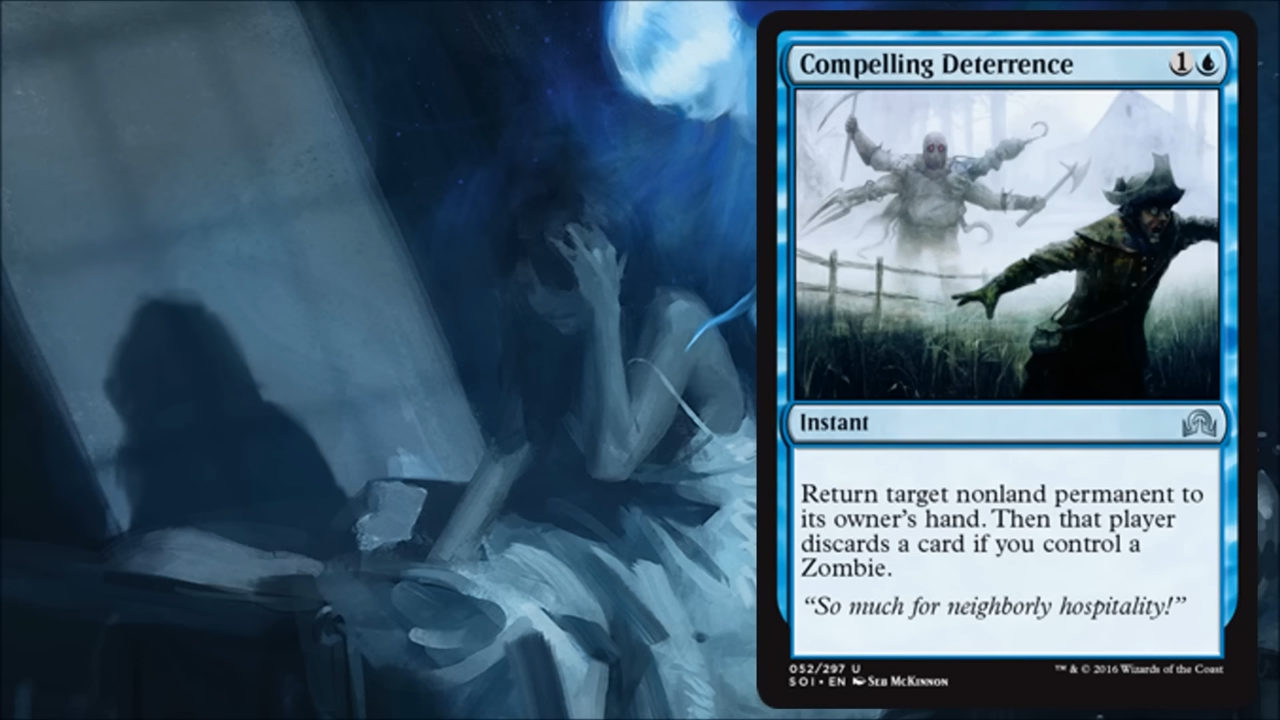 Compelling Deterrence 1
Instant
Return target nonland permanent to
its owner's hand. Then that player
discards a card if you control a
Zombie.
“So much for neighborly hospitality!”
052/297 U
SOI • EN Seb McKinnon
™ & © 2016 Wizards of the Coast